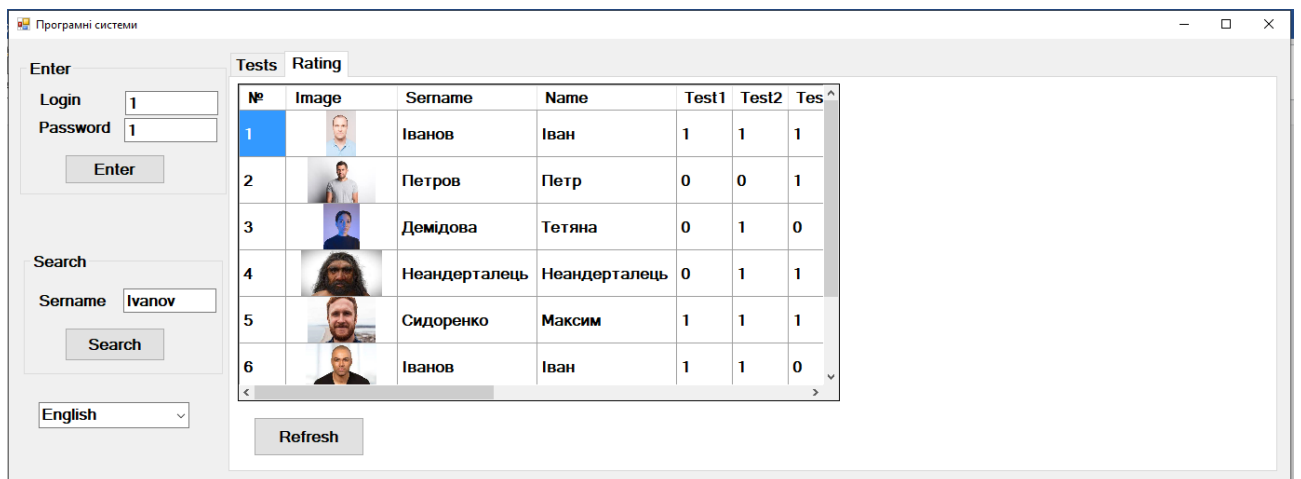 Програмні системи
Enter
Login 1
Password 1
Enter
Search
Sername Ivanov
Search
English
Tests Rating
№ Image Sername Name Test1 Test2 Tes
1 Іванов Іван 1 1 1
2 Петров Петр 0 0 1
3 Демідова Тетяна 0 1 0
4 Неандерталець Неандерталець 0 1 1
5 Сидоренко Максим 1 1 1
6 Іванов Іван 1 1 0
Refresh